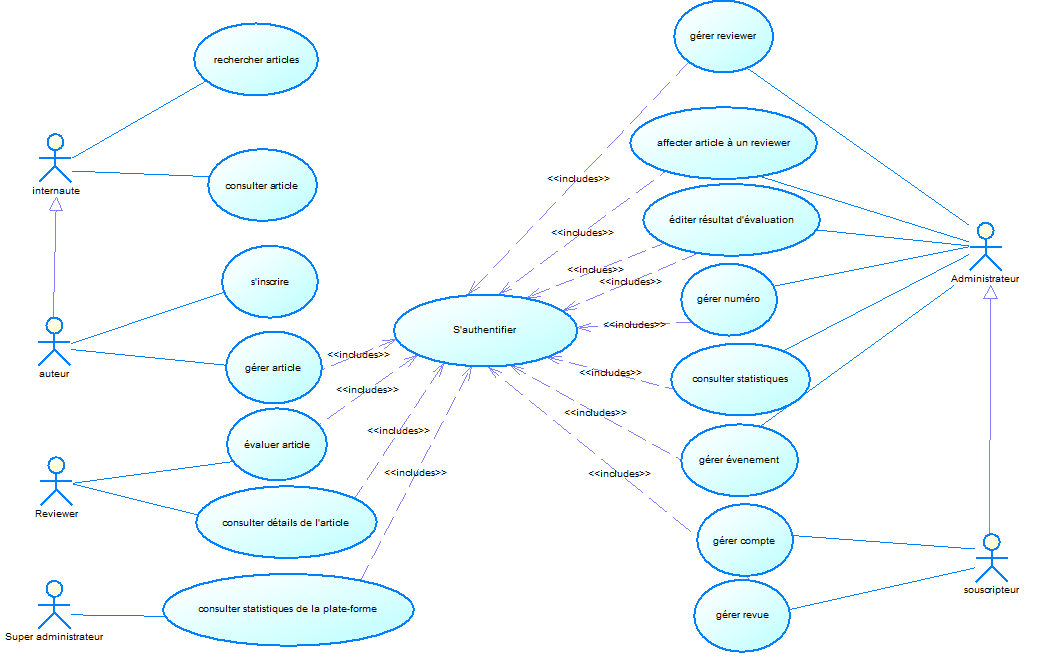 gérer reviewer
rechercher articles
affecter article à un reviewer
<<includes>>
internaute
consulter article
éditer résultat d'évaluation
<<includes>>
<<includes>>
<<includes>>
s'inscrire
gérer numéro
Administrateur
S'authentifier
<<includes>>
auteur
gérer article
<<includes>>
<<includes>>
consulter statistiques
<<includes>>
<<includes>>
évaluer article
<<includes>>
gérer évenement
<<includes>>
<<includes>>
Reviewer
consulter détails de l'article
gérer compte
souscripteur
Super administrateur
consulter statistiques de la plate-forme
gérer revue